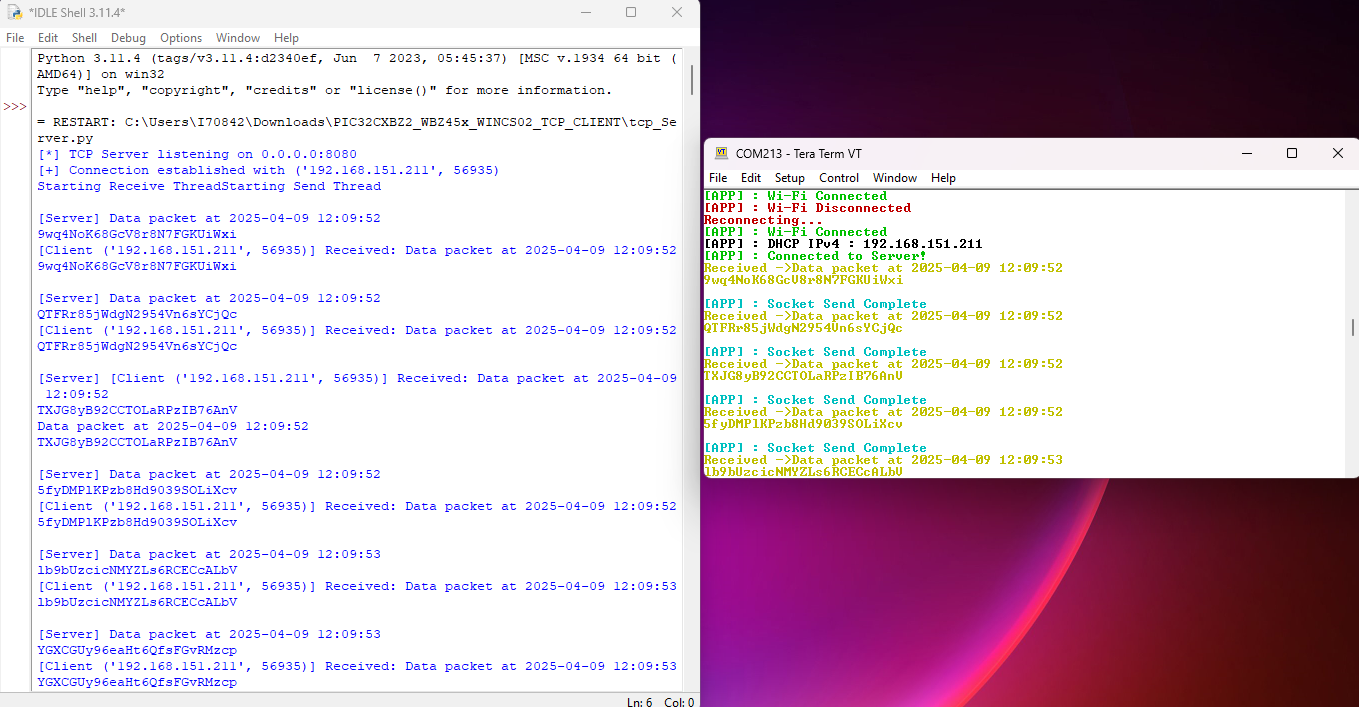 *IDLE Shell 3.11.4*
File Edit Shell Debug Options Window Help
Python 3.11.4 (tags/v3.11.4:d2340ef, Jun  7 2023, 05:45:37) [MSC v.1934 64 bit (
AMD64)] on win32
Type "help", "copyright", "credits" or "license()" for more information.
>>>
= RESTART: C:\Users\I70842\Downloads\PIC32CXBZ2_WBZ45x_WINCS02_TCP_CLIENT\tcp_Se
rver.py
[*] TCP Server listening on 0.0.0.0:8080
[+] Connection established with ('192.168.151.211', 56935)
Starting Receive ThreadStarting Send Thread
[Server] Data packet at 2025-04-09 12:09:52
9wq4NoK68GcV8r8N7FGKUiWxi
[Client ('192.168.151.211', 56935)] Received: Data packet at 2025-04-09 12:09:52
9wq4NoK68GcV8r8N7FGKUiWxi
[Server] Data packet at 2025-04-09 12:09:52
QTFRr85jWdgN2954Vn6sYCjQc
[Client ('192.168.151.211', 56935)] Received: Data packet at 2025-04-09 12:09:52
QTFRr85jWdgN2954Vn6sYCjQc
[Server] [Client ('192.168.151.211', 56935)] Received: Data packet at 2025-04-09
12:09:52
TXJG8yB92CCTOLaRPzIB76AnV
Data packet at 2025-04-09 12:09:52
TXJG8yB92CCTOLaRPzIB76AnV
[Server] Data packet at 2025-04-09 12:09:52
5fyDMPlKPzb8Hd9039SOLiXcv
[Client ('192.168.151.211', 56935)] Received: Data packet at 2025-04-09 12:09:52
5fyDMPlKPzb8Hd9039SOLiXcv
[Server] Data packet at 2025-04-09 12:09:53
lb9bUzcicNMYZLs6RCECcALbV
[Client ('192.168.151.211', 56935)] Received: Data packet at 2025-04-09 12:09:53
lb9bUzcicNMYZLs6RCECcALbV
[Server] Data packet at 2025-04-09 12:09:53
YGXCGUy96eaHt6QfsFGvRMzcp
[Client ('192.168.151.211', 56935)] Received: Data packet at 2025-04-09 12:09:53
YGXCGUy96eaHt6QfsFGvRMzcp
Ln: 6 Col: 0
VT
COM213 - Tera Term VT
File Edit Setup Control Window Help
[APP] : Wi-Fi Connected
[APP] : Wi-Fi Disconnected
Reconnecting...
[APP] : Wi-Fi Connected
[APP] : DHCP IPv4 : 192.168.151.211
[APP] : Connected to Server!
Received ->Data packet at 2025-04-09 12:09:52
9wq4NoK68GcV8r8N7FGKUiWxi
[APP] : Socket Send Complete
Received ->Data packet at 2025-04-09 12:09:52
QTFRr85jWdgN2954Vn6sYCjQc
[APP] : Socket Send Complete
Received ->Data packet at 2025-04-09 12:09:52
TXJG8yB92CCTOLaRPzIB76AnV
[APP] : Socket Send Complete
Received ->Data packet at 2025-04-09 12:09:52
5fyDMPlKPzb8Hd9039SOLiXcv
[APP] : Socket Send Complete
Received ->Data packet at 2025-04-09 12:09:53
lb9bUzcicNMYZLs6RCECcALbV